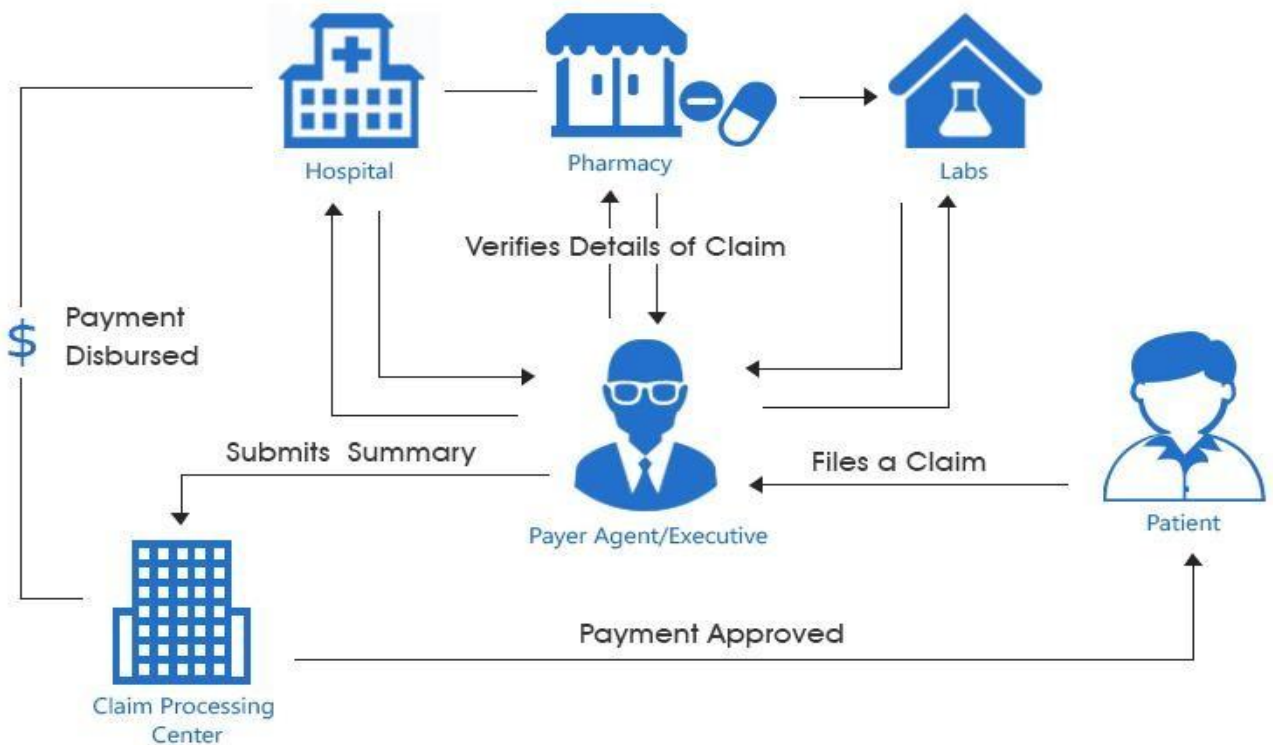 Hospital
Pharmacy
Labs
Verifies Details of Claim
$
Payment
Disbursed
Submits Summary
Files a Claim
Payer Agent/Executive
Patient
Payment Approved
Claim Processing
Center